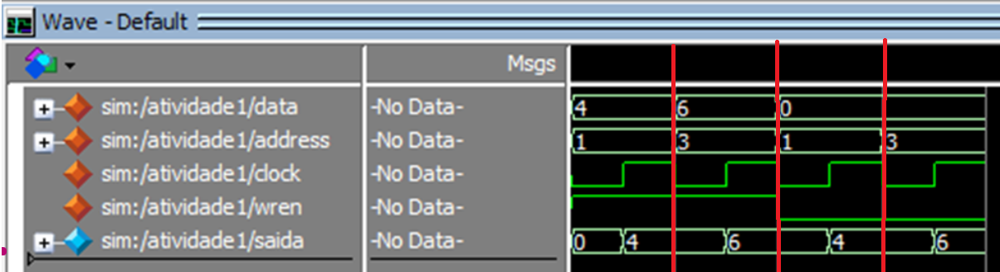 Wave - Default
Msgs
sim:/atividade1/data -No Data- 4 6 0
sim:/atividade1/address -No Data- 1 3 1 3
sim:/atividade1/clock -No Data-
sim:/atividade1/wren -No Data-
sim:/atividade1/saida -No Data- 0 4 6 4 6